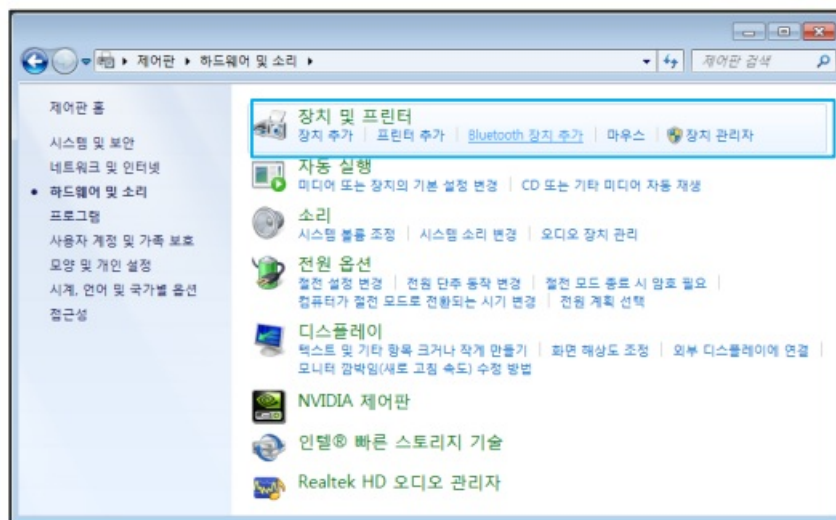 제어판 ▸ 하드웨어 및 소리 ▸
제어판 검색
제어판 홈
시스템 및 보안
네트워크 및 인터넷
하드웨어 및 소리
프로그램
사용자 계정 및 가족 보호
모양 및 개인 설정
시계, 언어 및 국가별 옵션
접근성
장치 및 프린터
장치 추가 | 프린터 추가 | Bluetooth 장치 추가 | 마우스 | 장치 관리자
자동 실행
미디어 또는 장치의 기본 설정 변경 | CD 또는 기타 미디어 자동 재생
소리
시스템 볼륨 조정 | 시스템 소리 변경 | 오디오 장치 관리
전원 옵션
절전 설정 변경 | 전원 단추 동작 변경 | 절전 모드 종료 시 암호 필요 |
컴퓨터가 절전 모드로 전환되는 시기 변경 | 전원 계획 선택
디스플레이
텍스트 및 기타 항목 크거나 작게 만들기 | 화면 해상도 조정 | 외부 디스플레이에 연결 |
모니터 깜박임(새로 고침 속도) 수정 방법
NVIDIA 제어판
인텔® 빠른 스토리지 기술
Realtek HD 오디오 관리자